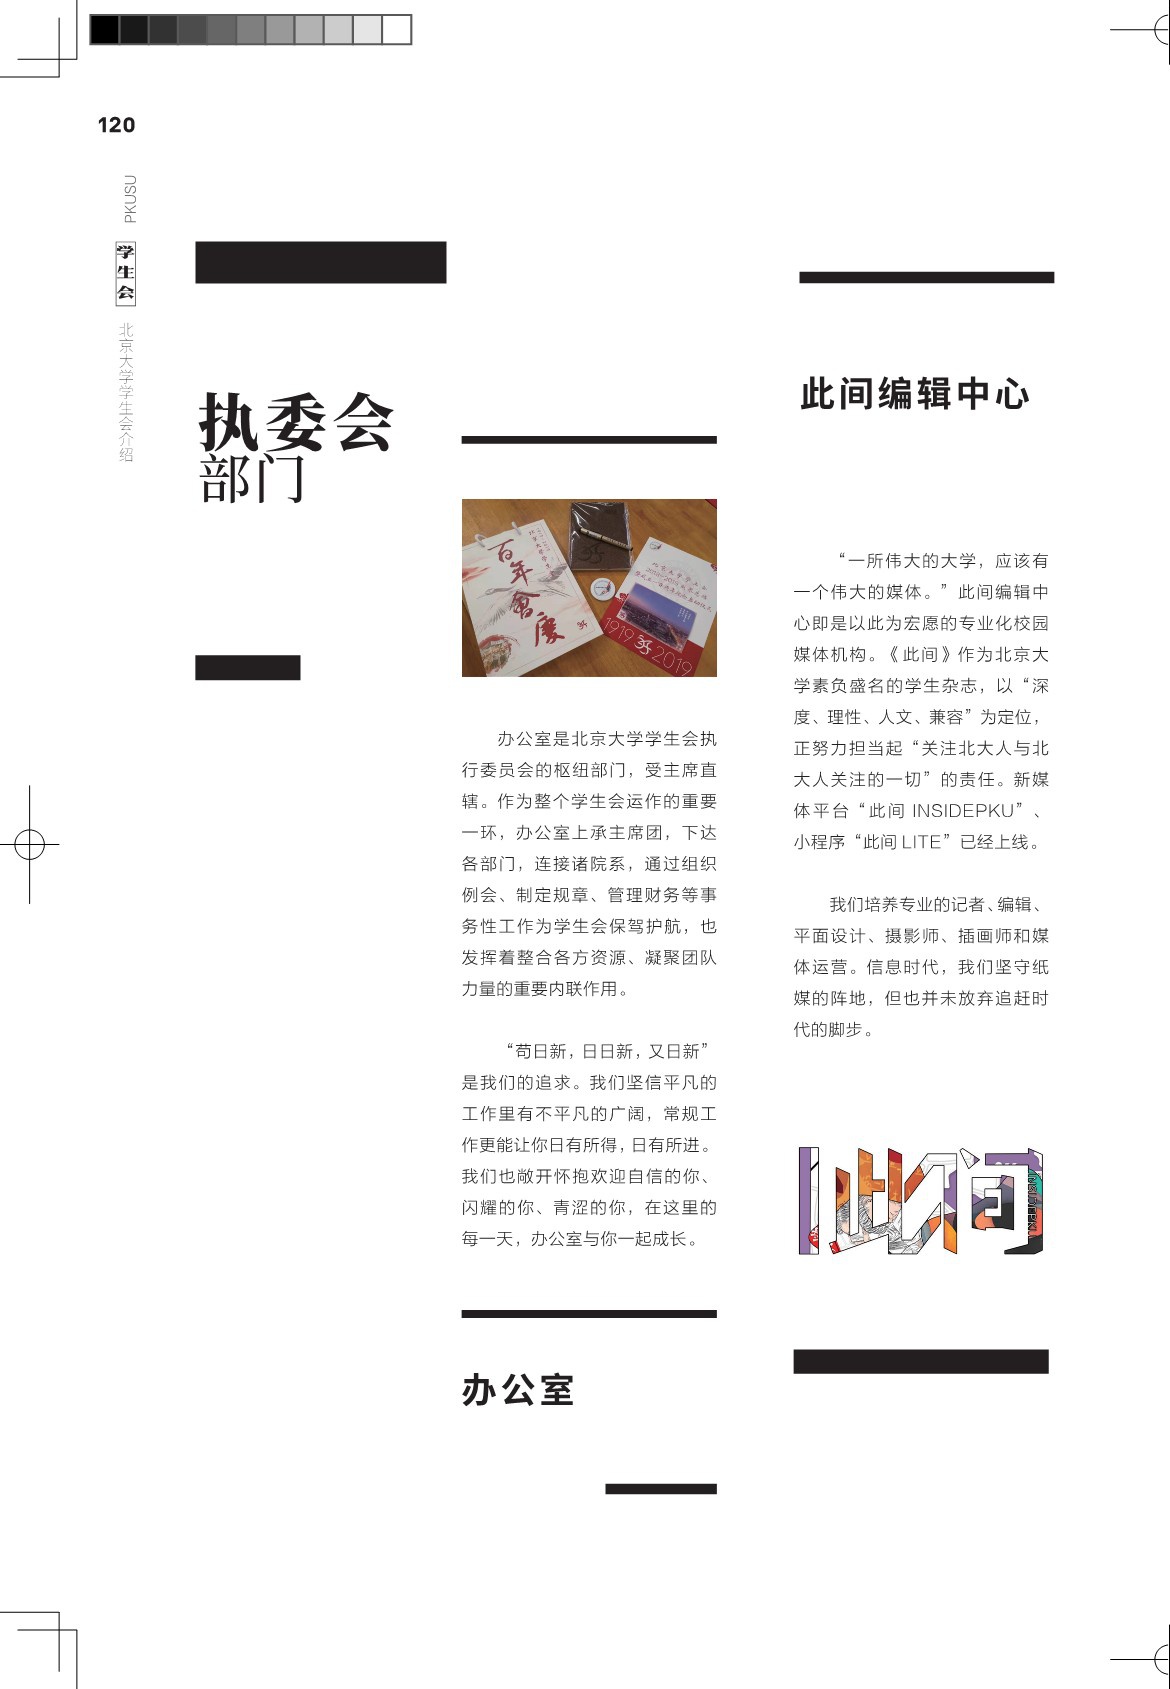 120
PKUSU
学生会
北京大学学生会介绍
执委会
部门
百年會慶
1919 2019
办公室是北京大学学生会执
行委员会的枢纽部门，受主席直
辖。作为整个学生会运作的重要
一环，办公室上承主席团，下达
各部门，连接诸院系，通过组织
例会、制定规章、管理财务等事
务性工作为学生会保驾护航，也
发挥着整合各方资源、凝聚团队
力量的重要内联作用。
“苟日新，日日新，又日新”
是我们的追求。我们坚信平凡的
工作里有不平凡的广阔，常规工
作更能让你日有所得，日有所进。
我们也敞开怀抱欢迎自信的你、
闪耀的你、青涩的你，在这里的
每一天，办公室与你一起成长。
办公室
此间编辑中心
“一所伟大的大学，应该有
一个伟大的媒体。”此间编辑中
心即是以此为宏愿的专业化校园
媒体机构。《此间》作为北京大
学素负盛名的学生杂志，以“深
度、理性、人文、兼容”为定位，
正努力担当起“关注北大人与北
大人关注的一切”的责任。新媒
体平台“此间 INSIDEPKU”、
小程序“此间 LITE”已经上线。
我们培养专业的记者、编辑、
平面设计、摄影师、插画师和媒
体运营。信息时代，我们坚守纸
媒的阵地，但也并未放弃追赶时
代的脚步。
此间
INSIDEPKU